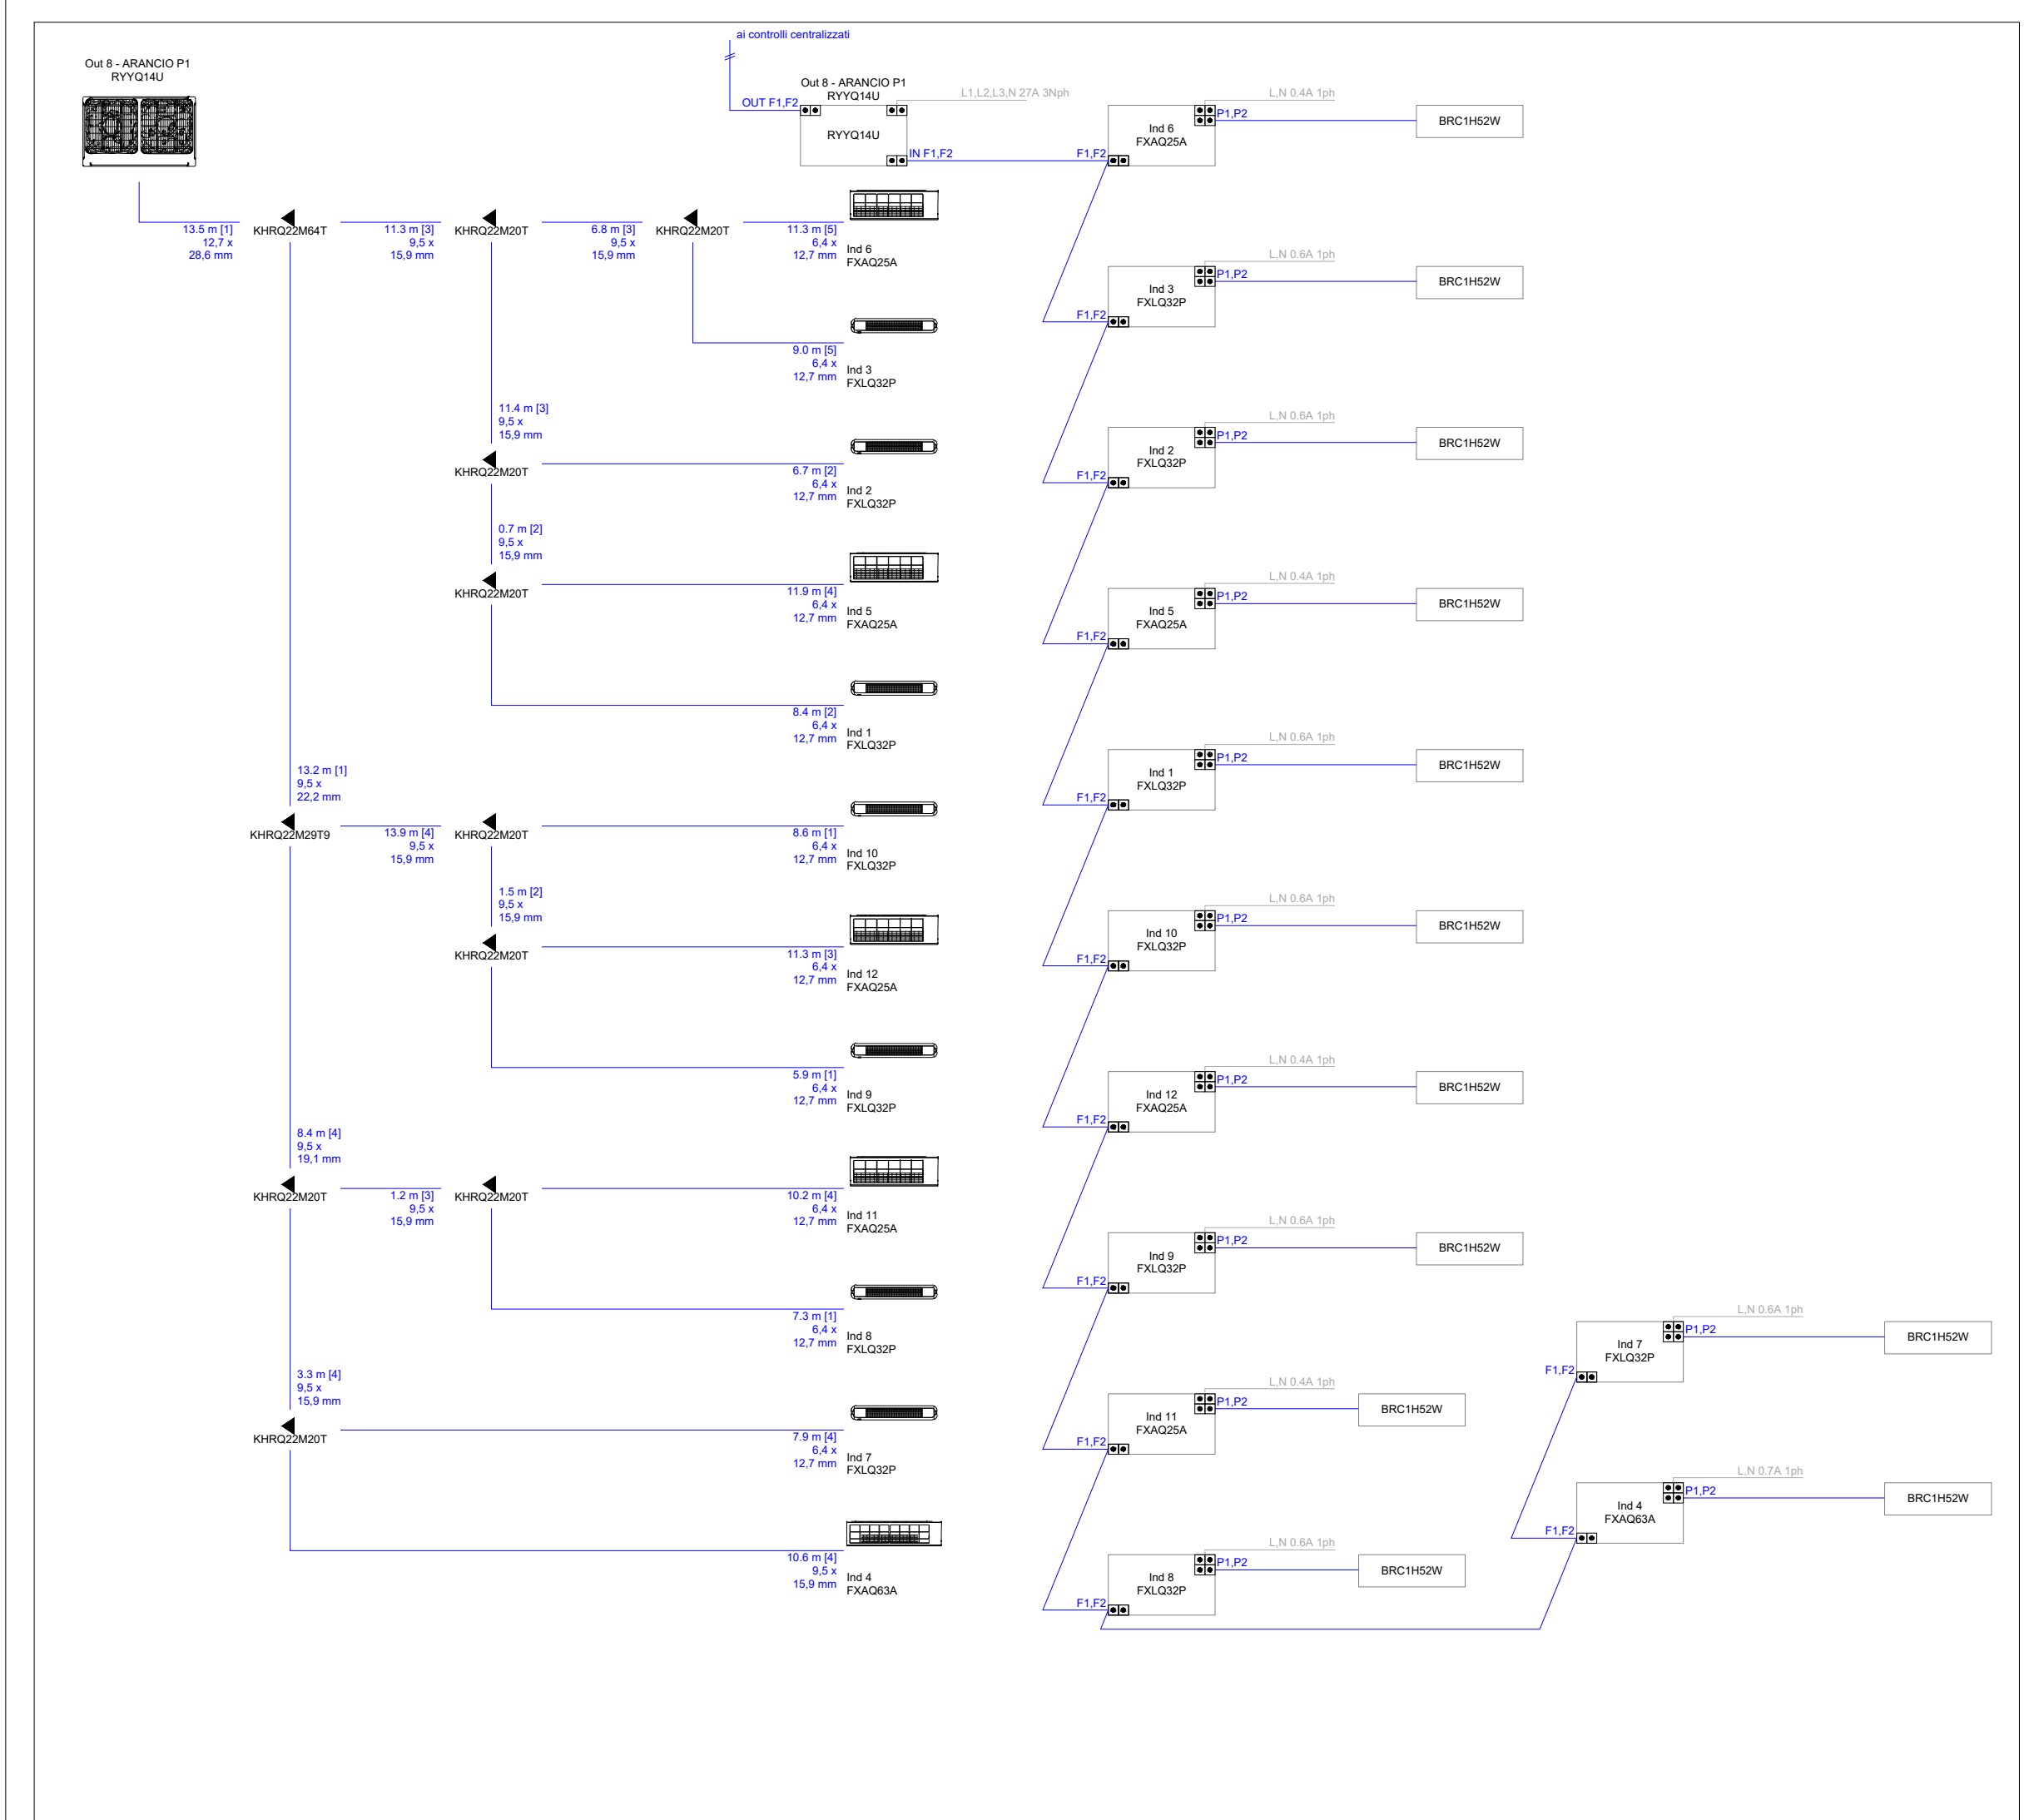 ai controlli centralizzati
Out 8 - ARANCIO P1
RYYQ14U
13.5 m [1]
12,7 x
28,6 mm
KHRQ22M64T
11.3 m [3]
9,5 x
15,9 mm
KHRQ22M20T
6.8 m [3]
9,5 x
15,9 mm
KHRQ22M20T
11.3 m [5]
6,4 x
12,7 mm
Ind 6
FXAQ25A
9.0 m [5]
6,4 x
12,7 mm
Ind 3
FXLQ32P
11.4 m [3]
9,5 x
15,9 mm
KHRQ22M20T
6.7 m [2]
6,4 x
12,7 mm
Ind 2
FXLQ32P
0.7 m [2]
9,5 x
15,9 mm
KHRQ22M20T
11.9 m [4]
6,4 x
12,7 mm
Ind 5
FXAQ25A
8.4 m [2]
6,4 x
12,7 mm
Ind 1
FXLQ32P
13.2 m [1]
9,5 x
22,2 mm
KHRQ22M29T9
13.9 m [4]
9,5 x
15,9 mm
KHRQ22M20T
8.6 m [1]
6,4 x
12,7 mm
Ind 10
FXLQ32P
1.5 m [2]
9,5 x
15,9 mm
KHRQ22M20T
11.3 m [3]
6,4 x
12,7 mm
Ind 12
FXAQ25A
5.9 m [1]
6,4 x
12,7 mm
Ind 9
FXLQ32P
8.4 m [4]
9,5 x
19,1 mm
KHRQ22M20T
1.2 m [3]
9,5 x
15,9 mm
KHRQ22M20T
10.2 m [4]
6,4 x
12,7 mm
Ind 11
FXAQ25A
7.3 m [1]
6,4 x
12,7 mm
Ind 8
FXLQ32P
3.3 m [4]
9,5 x
15,9 mm
KHRQ22M20T
7.9 m [4]
6,4 x
12,7 mm
Ind 7
FXLQ32P
10.6 m [4]
9,5 x
15,9 mm
Ind 4
FXAQ63A
Out 8 - ARANCIO P1
RYYQ14U
OUT F1,F2
L1,L2,L3,N 27A 3Nph
RYYQ14U
IN F1,F2
F1,F2
L,N 0.4A 1ph
Ind 6
FXAQ25A
P1,P2
BRC1H52W
L,N 0.6A 1ph
Ind 3
FXLQ32P
P1,P2
BRC1H52W
F1,F2
L,N 0.6A 1ph
Ind 2
FXLQ32P
P1,P2
BRC1H52W
F1,F2
L,N 0.4A 1ph
Ind 5
FXAQ25A
P1,P2
BRC1H52W
F1,F2
L,N 0.6A 1ph
Ind 1
FXLQ32P
P1,P2
BRC1H52W
F1,F2
L,N 0.6A 1ph
Ind 10
FXLQ32P
P1,P2
BRC1H52W
F1,F2
L,N 0.4A 1ph
Ind 12
FXAQ25A
P1,P2
BRC1H52W
F1,F2
L,N 0.6A 1ph
Ind 9
FXLQ32P
P1,P2
BRC1H52W
F1,F2
L,N 0.4A 1ph
Ind 11
FXAQ25A
P1,P2
BRC1H52W
F1,F2
L,N 0.6A 1ph
Ind 8
FXLQ32P
P1,P2
BRC1H52W
F1,F2
L,N 0.6A 1ph
Ind 7
FXLQ32P
P1,P2
BRC1H52W
F1,F2
L,N 0.7A 1ph
Ind 4
FXAQ63A
P1,P2
BRC1H52W
F1,F2